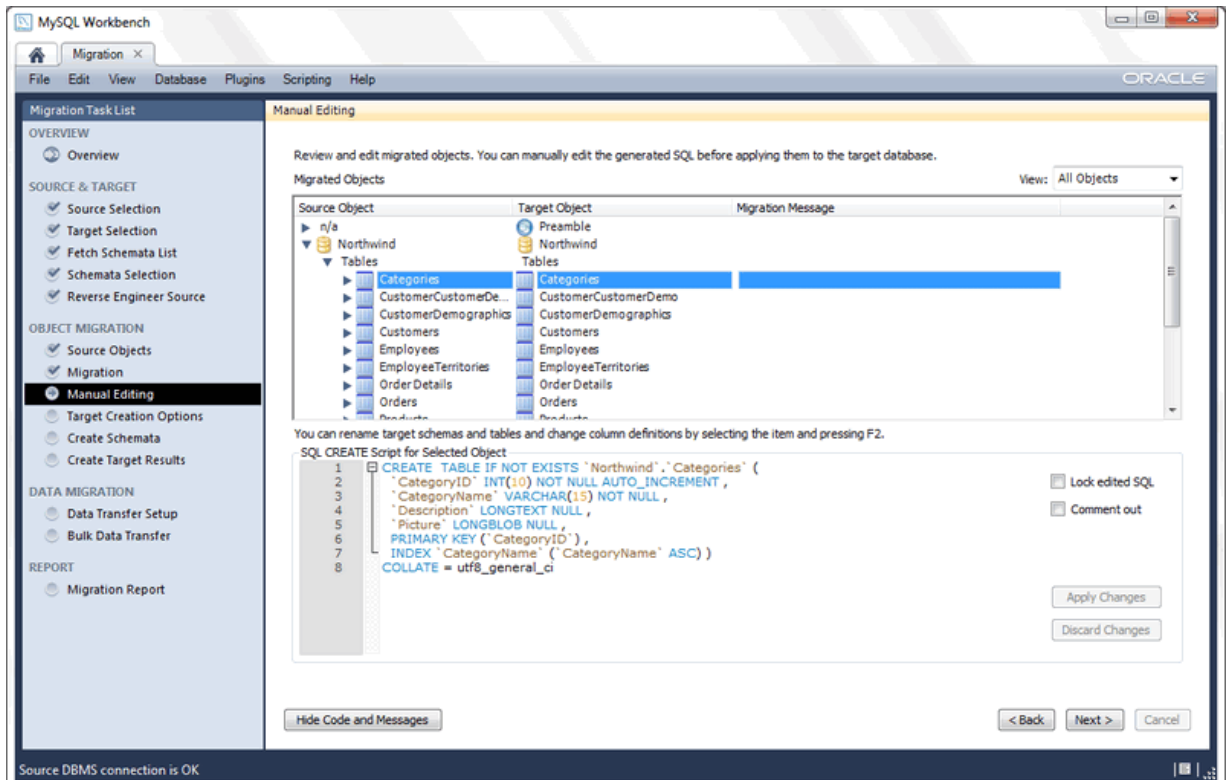 MySQL Workbench
Migration
File Edit View Database Plugins Scripting Help
ORACLE
Migration Task List
OVERVIEW
Overview
SOURCE & TARGET
Source Selection
Target Selection
Fetch Schemata List
Schemata Selection
Reverse Engineer Source
OBJECT MIGRATION
Source Objects
Migration
Manual Editing
Target Creation Options
Create Schemata
Create Target Results
DATA MIGRATION
Data Transfer Setup
Bulk Data Transfer
REPORT
Migration Report
Manual Editing
Review and edit migrated objects. You can manually edit the generated SQL before applying them to the target database.
Migrated Objects
View: All Objects
Source Object Target Object Migration Message
n/a Preamble
Northwind Northwind
Tables Tables
Categories Categories
CustomerCustomerDe... CustomerCustomerDemo
CustomerDemographics CustomerDemographics
Customers Customers
Employees Employees
EmployeeTerritories EmployeeTerritories
Order Details Order Details
Orders Orders
Products Products
You can rename target schemas and tables and change column definitions by selecting the item and pressing F2.
SQL CREATE Script for Selected Object
1 CREATE TABLE IF NOT EXISTS `Northwind`.`Categories` (
2 `CategoryID` INT(10) NOT NULL AUTO_INCREMENT ,
3 `CategoryName` VARCHAR(15) NOT NULL ,
4 `Description` LONGTEXT NULL ,
5 `Picture` LONGBLOB NULL ,
6 PRIMARY KEY (`CategoryID`) ,
7 INDEX `CategoryName` (`CategoryName` ASC) )
8 COLLATE = utf8_general_ci
Lock edited SQL
Comment out
Apply Changes
Discard Changes
Hide Code and Messages
< Back Next > Cancel
Source DBMS connection is OK